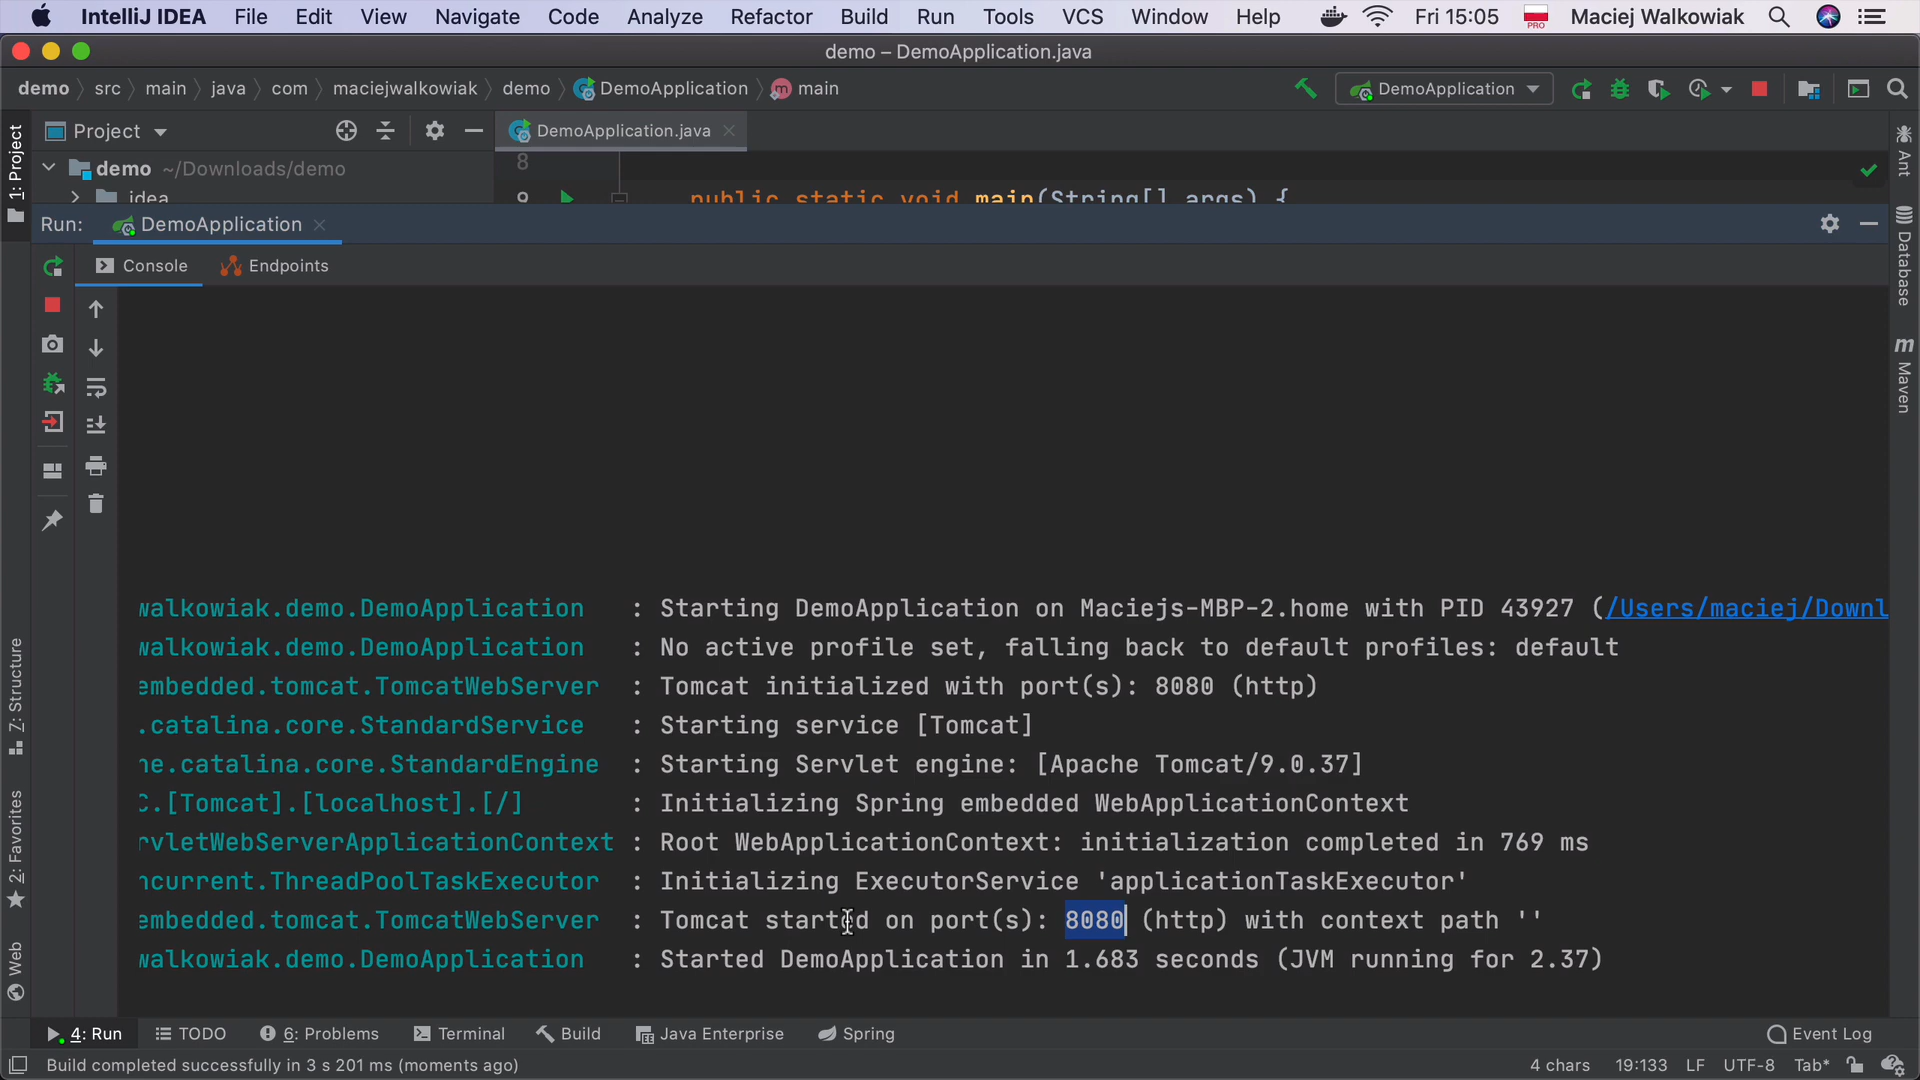 IntelliJ IDEA File Edit View Navigate Code Analyze Refactor Build Run Tools VCS Window Help Fri 15:05 PRO Maciej Walkowiak
demo – DemoApplication.java
demo src main java com maciejwalkowiak demo DemoApplication main DemoApplication
Project DemoApplication.java
demo ~/Downloads/demo 8
idea 9 public static void main(String[] args) {
Run: DemoApplication
Console Endpoints
walkowiak.demo.DemoApplication : Starting DemoApplication on Maciejs-MBP-2.home with PID 43927 (/Users/maciej/Downl
walkowiak.demo.DemoApplication : No active profile set, falling back to default profiles: default
embedded.tomcat.TomcatWebServer : Tomcat initialized with port(s): 8080 (http)
.catalina.core.StandardService : Starting service [Tomcat]
ne.catalina.core.StandardEngine : Starting Servlet engine: [Apache Tomcat/9.0.37]
C.[Tomcat].[localhost].[/] : Initializing Spring embedded WebApplicationContext
rvletWebServerApplicationContext : Root WebApplicationContext: initialization completed in 769 ms
ncurrent.ThreadPoolTaskExecutor : Initializing ExecutorService 'applicationTaskExecutor'
embedded.tomcat.TomcatWebServer : Tomcat started on port(s): 8080 (http) with context path ''
walkowiak.demo.DemoApplication : Started DemoApplication in 1.683 seconds (JVM running for 2.37)
4: Run TODO 6: Problems Terminal Build Java Enterprise Spring Event Log
Build completed successfully in 3 s 201 ms (moments ago) 4 chars 19:133 LF UTF-8 Tab*
1: Project
7: Structure
2: Favorites
Web
Ant
Database
m Maven